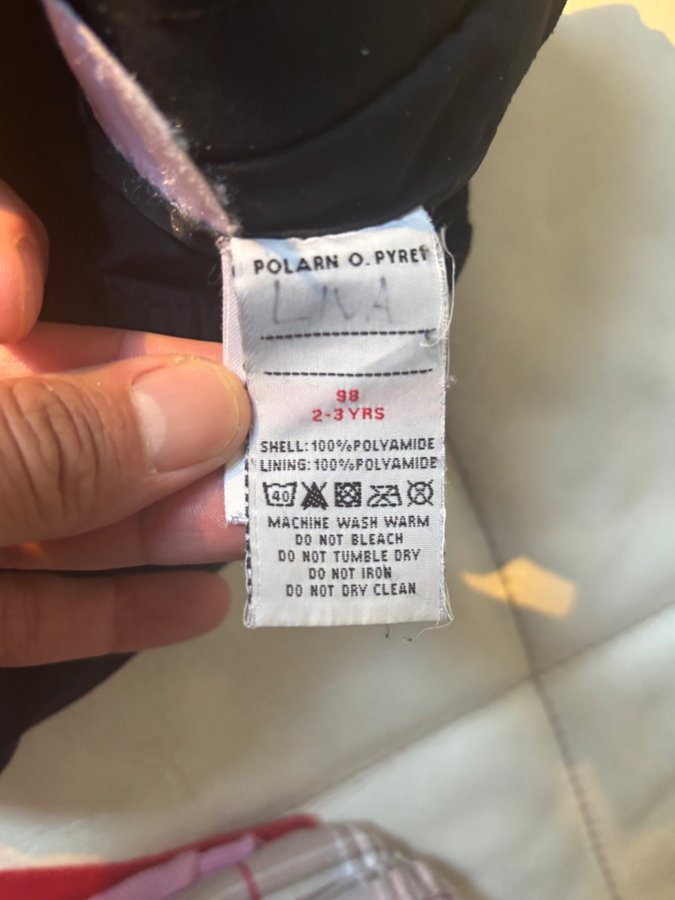 POLARN O. PYRET
LIVA
98
2-3 YRS
SHELL: 100% POLYAMIDE
LINING: 100% POLYAMIDE
40
MACHINE WASH WARM
DO NOT BLEACH
DO NOT TUMBLE DRY
DO NOT IRON
DO NOT DRY CLEAN